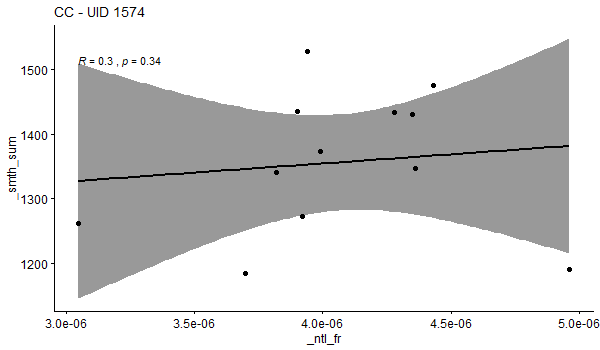 CC - UID 1574
R = 0.3 , p = 0.34
1500
1400
1300
1200
_smth_sum
3.0e-06 3.5e-06 4.0e-06 4.5e-06 5.0e-06
_ntl_fr